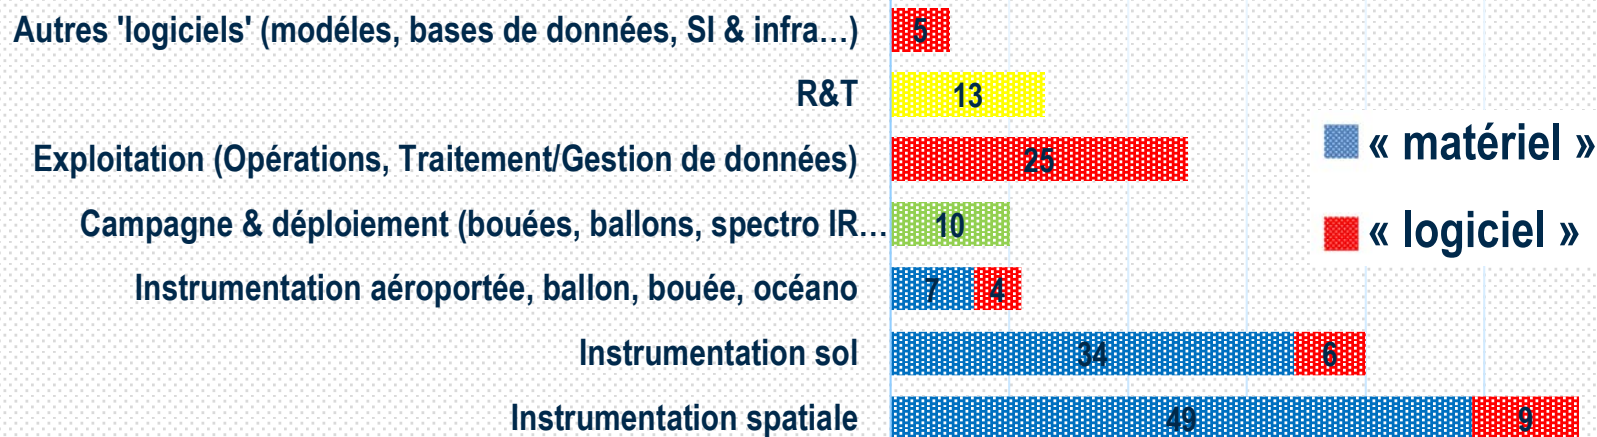 Autres 'logiciels' (modéles, bases de données, SI & infra…) 5
R&T 13
Exploitation (Opérations, Traitement/Gestion de données) 25
Campagne & déploiement (bouées, ballons, spectro IR… 10
Instrumentation aéroportée, ballon, bouée, océano 7 4
Instrumentation sol 34 6
Instrumentation spatiale 49 9
« matériel »
« logiciel »